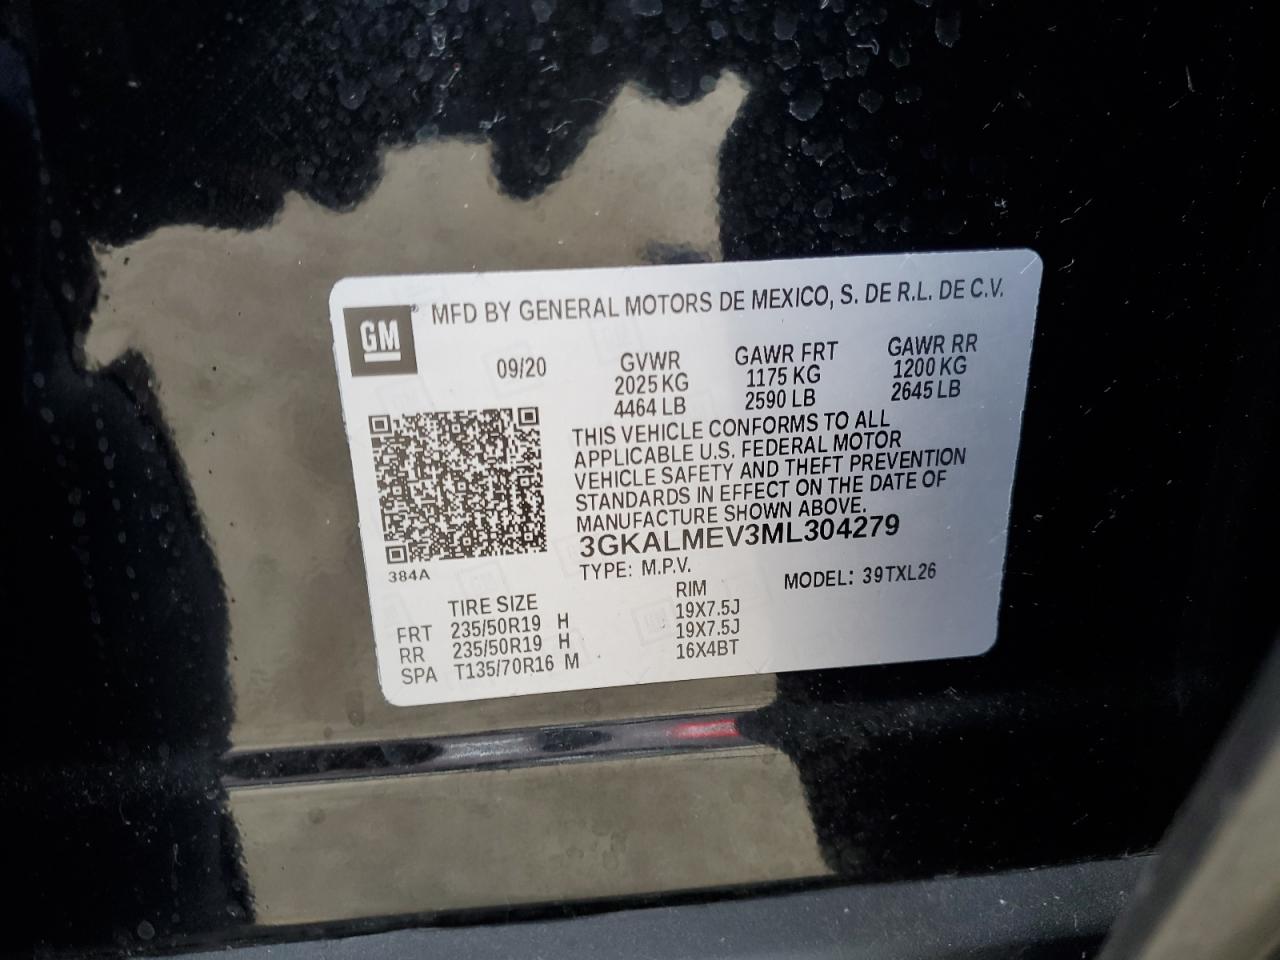 GM
MFD BY GENERAL MOTORS DE MEXICO, S. DE R.L. DE C.V.
09/20
GVWR
2025 KG
4464 LB
GAWR FRT
1175 KG
2590 LB
GAWR RR
1200 KG
2645 LB
THIS VEHICLE CONFORMS TO ALL
APPLICABLE U.S. FEDERAL MOTOR
VEHICLE SAFETY AND THEFT PREVENTION
STANDARDS IN EFFECT ON THE DATE OF
MANUFACTURE SHOWN ABOVE.
3GKALMEV3ML304279
TYPE: M.P.V. MODEL: 39TXL26
384A
TIRE SIZE RIM
FRT 235/50R19 H 19X7.5J
RR 235/50R19 H 19X7.5J
SPA T135/70R16 M 16X4BT